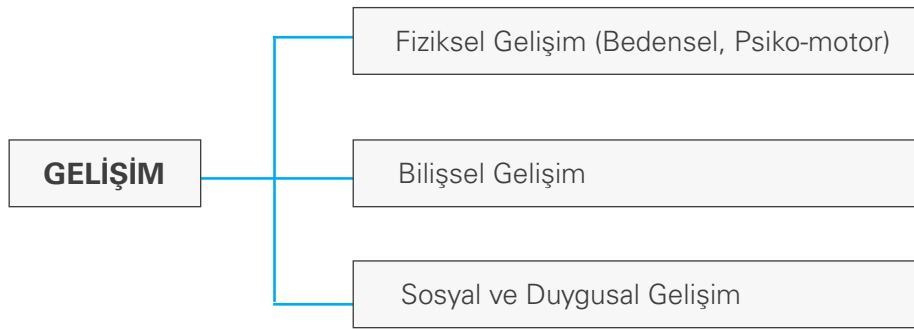 Fiziksel Gelişim (Bedensel, Psiko-motor)
GELİŞİM
Bilişsel Gelişim
Sosyal ve Duygusal Gelişim